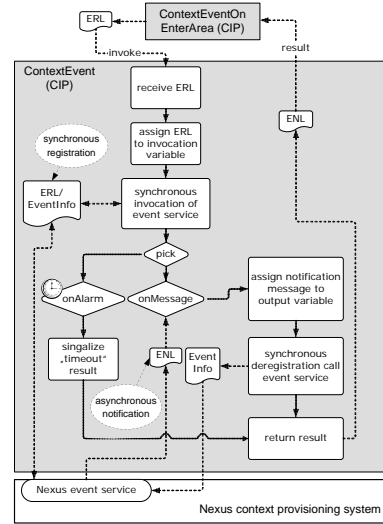 ERL
ContextEventOn
EnterArea (CIP)
invoke
result
ContextEvent
(CIP)
receive ERL
assign ERL
to invocation
variable
ENL
synchronous
registration
ERL/
EventInfo
synchronous
invocation of
event service
pick
onAlarm
onMessage
assign notification
message to
output variable
singalize
„timeout“
result
ENL
Event
Info
synchronous
deregistration call
event service
asynchronous
notification
return result
Nexus event service
Nexus context provisioning system